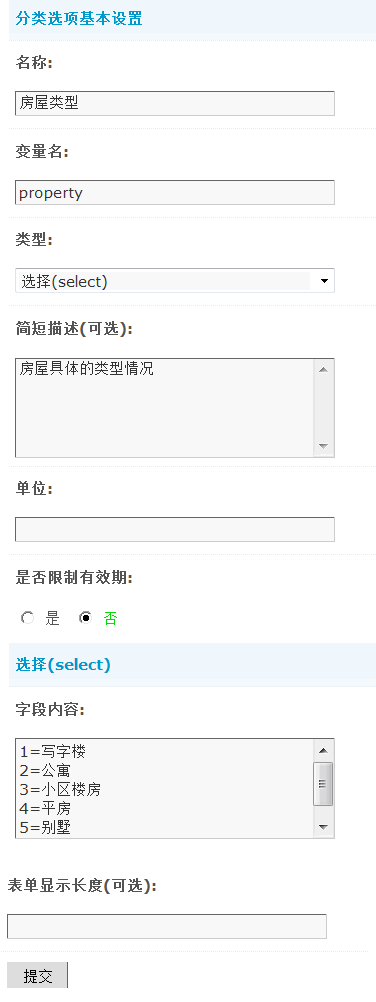 分类选项基本设置
名称:
房屋类型
变量名:
property
类型:
选择(select)
简短描述(可选):
房屋具体的类型情况
单位:
是否限制有效期:
是 否
选择(select)
字段内容:
1=写字楼
2=公寓
3=小区楼房
4=平房
5=别墅
表单显示长度(可选):
提交